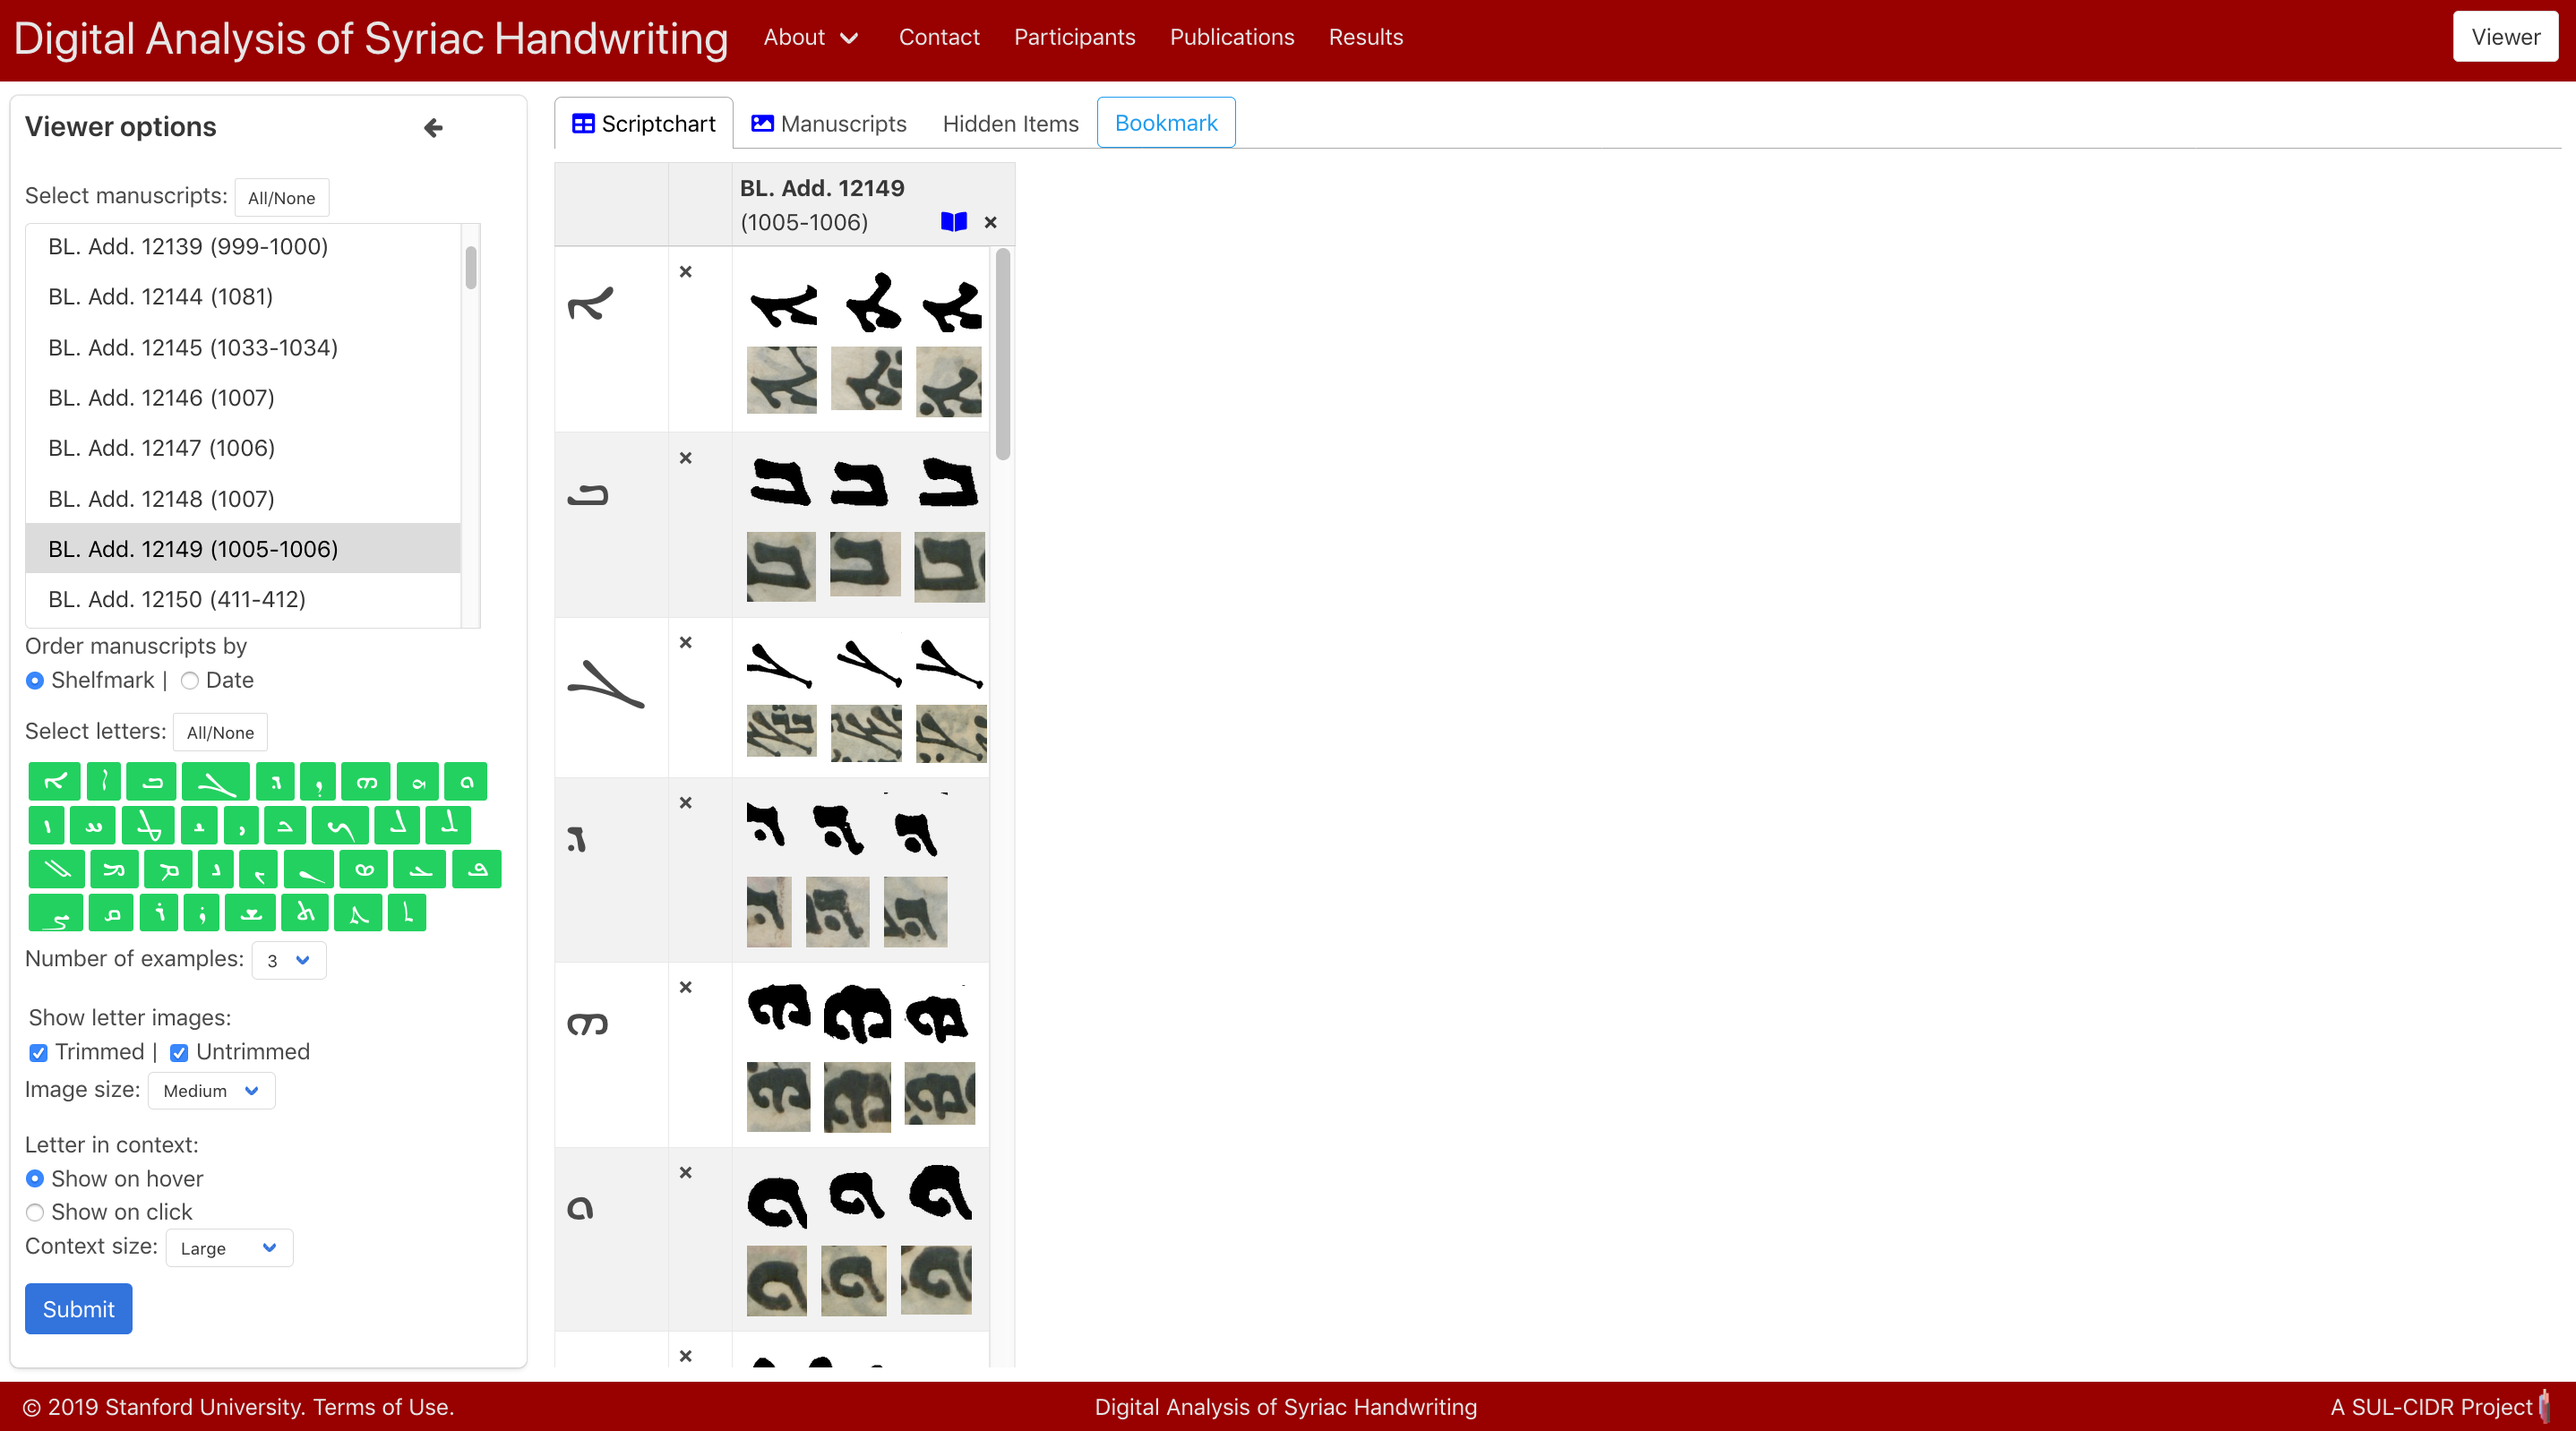 Digital Analysis of Syriac Handwriting
About
Contact
Participants
Publications
Results
Viewer
Viewer options
Select manuscripts: All/None
BL. Add. 12139 (999-1000)
BL. Add. 12144 (1081)
BL. Add. 12145 (1033-1034)
BL. Add. 12146 (1007)
BL. Add. 12147 (1006)
BL. Add. 12148 (1007)
BL. Add. 12149 (1005-1006)
BL. Add. 12150 (411-412)
Order manuscripts by
Shelfmark | Date
Select letters: All/None
Number of examples: 3
Show letter images:
Trimmed | Untrimmed
Image size: Medium
Letter in context:
Show on hover
Show on click
Context size: Large
Submit
Scriptchart
Manuscripts
Hidden Items
Bookmark
BL. Add. 12149
(1005-1006)
ܐ
ܒ
ܓ
ܗ
ܘ
© 2019 Stanford University. Terms of Use.
Digital Analysis of Syriac Handwriting
A SUL-CIDR Project